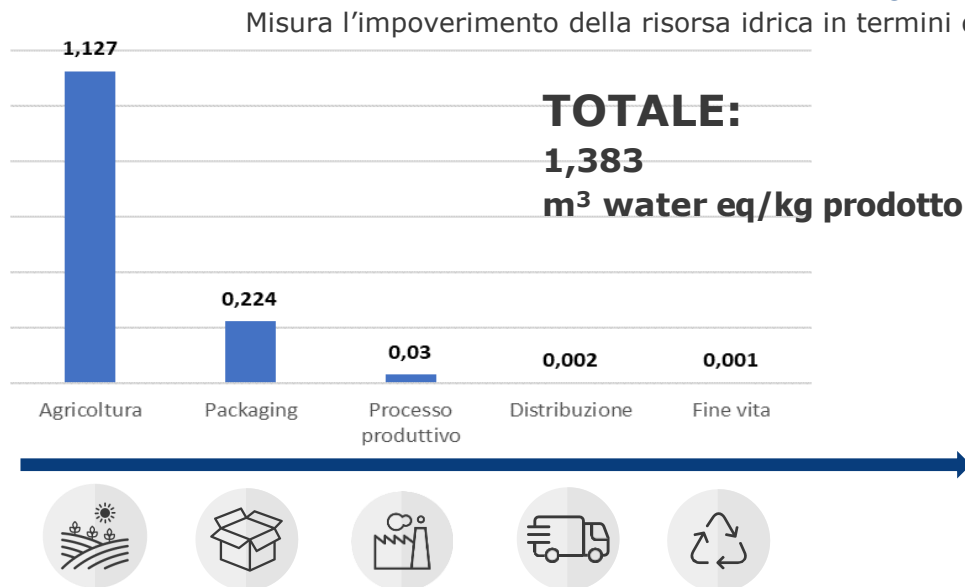 Misura l’impoverimento della risorsa idrica in termini
1,127
TOTALE:
1,383
m³ water eq/kg prodotto
0,224
0,03
0,002
0,001
Agricoltura
Packaging
Processo
produttivo
Distribuzione
Fine vita